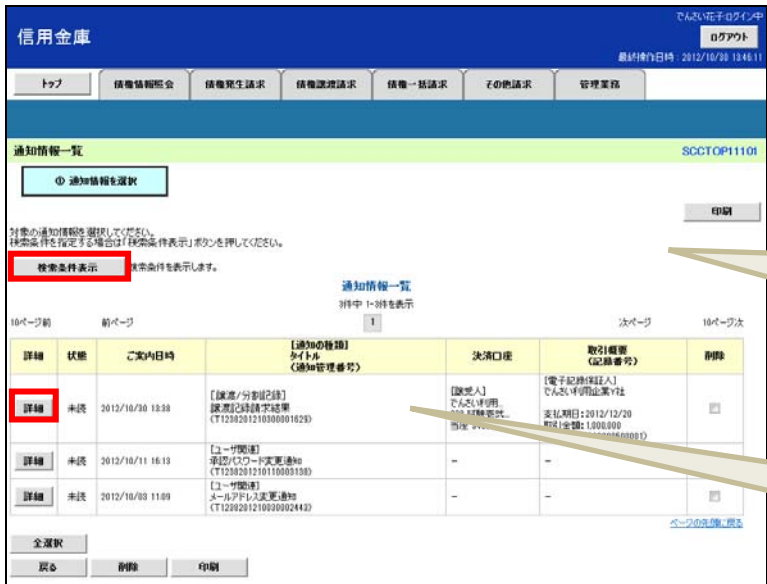 でんさい花子ログイン中
信用金庫
ログアウト
最終操作日時:2012/10/30 13:46:11
トップ 債権情報照会 債権発生請求 債権譲渡請求 債権一括請求 その他請求 管理業務
通知情報一覧 SCCTOP11101
① 通知情報を選択
印刷
対象の通知情報を選択してください。
検索条件を指定する場合は「検索条件表示」ボタンを押してください。
検索条件表示 検索条件を表示します。
通知情報一覧
3件中 1-3件を表示
10ページ前 前ページ 1 次ページ 10ページ次
詳細 状態 ご案内日時 【通知の種類】 タイトル (通知管理番号) 決済口座 取引概要 (記録番号) 削除
詳細 未読 2012/10/30 13:38
[譲渡/分割記録]
譲渡記録請求結果
(T1238201210300001629)
[譲受人]
でんさい利用
当座
[電子記録保証人]
でんさい利用企業Y社
支払期日:2012/12/20
取引金額:1,000,000
詳細 未読 2012/10/11 16:13
[ユーザ関連]
承認パスワード変更通知
(T1238201210110003138)
-
-
詳細 未読 2012/10/03 11:09
[ユーザ関連]
メールアドレス変更通知
(T1238201210030002443)
-
-
ページの先頭に戻る
全選択
戻る 削除 印刷